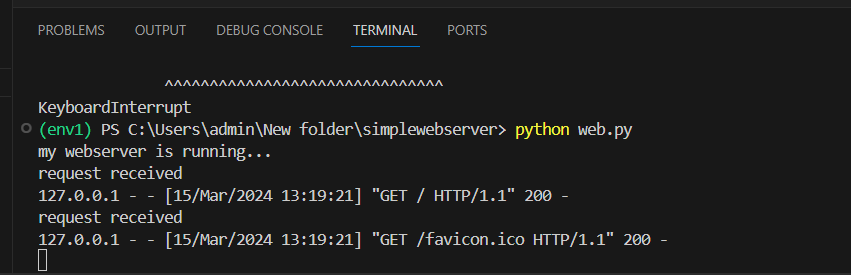 PROBLEMS OUTPUT DEBUG CONSOLE TERMINAL PORTS
^^^^^^^^^^^^^^^^^^^^^^^^^^^^^^^
KeyboardInterrupt
(env1) PS C:\Users\admin\New folder\simplewebserver> python web.py
my webserver is running...
request received
127.0.0.1 - - [15/Mar/2024 13:19:21] "GET / HTTP/1.1" 200 -
request received
127.0.0.1 - - [15/Mar/2024 13:19:21] "GET /favicon.ico HTTP/1.1" 200 -